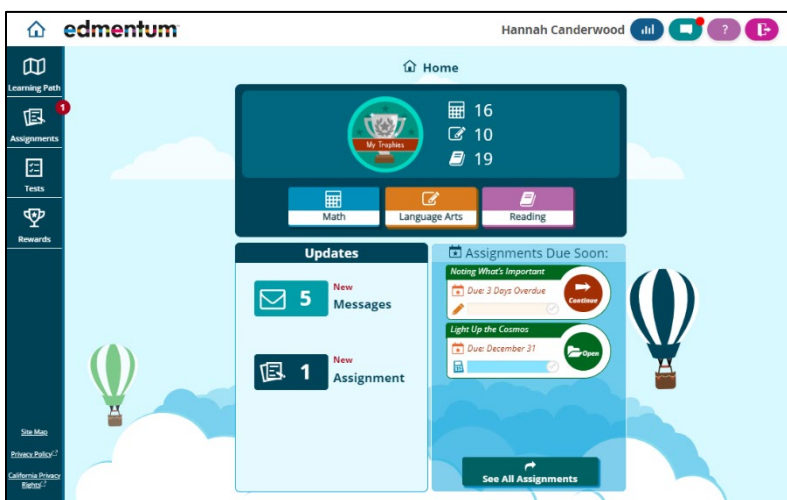 edmentum
Hannah Canderwood
?
Learning Path
1
Assignments
Tests
Rewards
Site Map
Privacy Policy
California Privacy
Rights
Home
My Trophies
16
10
19
Math
Language Arts
Reading
Updates
5
New
Messages
1
New
Assignment
Assignments Due Soon:
Noting What's Important
Due: 3 Days Overdue
Continue
Light Up the Cosmos
Due: December 31
Open
See All Assignments